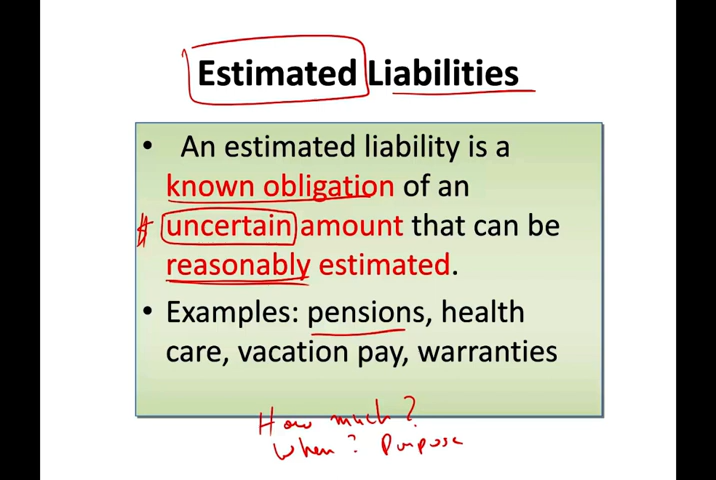 Estimated Liabilities
• An estimated liability is a
known obligation of an
$ uncertain amount that can be
reasonably estimated.
• Examples: pensions, health
care, vacation pay, warranties
How much?
When? Purpose